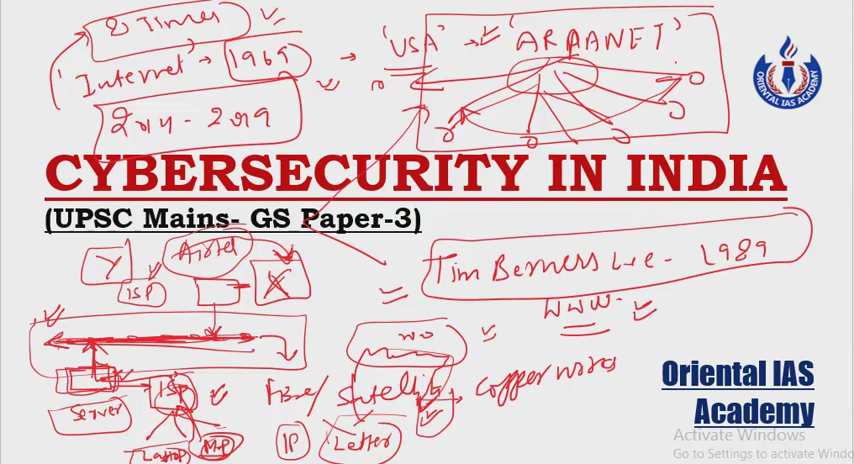 8 Times
'Internet' → 1969 → 'USA' → 'ARPANET'
ORIENTAL IAS ACADEMY
CYBERSECURITY IN INDIA
(UPSC Mains- GS Paper-3)
Y Airtel X
ISP
Tim Berners Lee - 1989
WWW.
Server ISP Fibre/ Satellite + Copper wires
Laptop M.P IP Letter
Oriental IAS
Academy
Activate Windows
Go to Settings to activate Windo